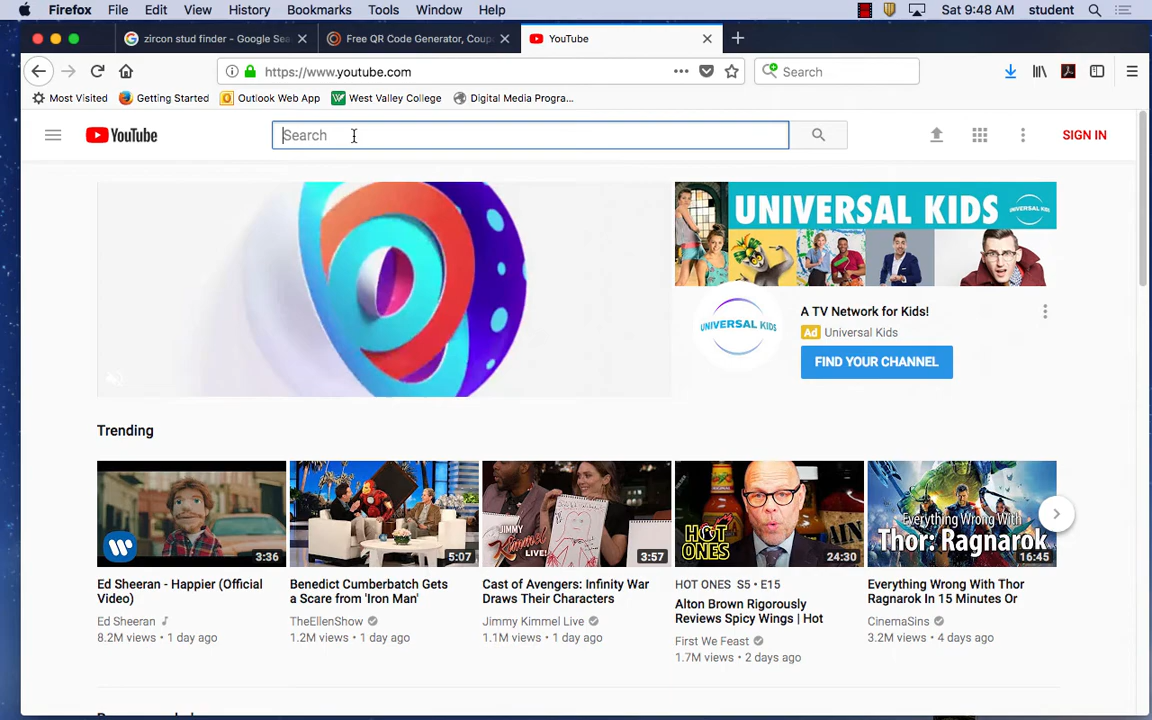 Firefox File Edit View History Bookmarks Tools Window Help Sat 9:48 AM student
zircon stud finder - Google Sea Free QR Code Generator, Coup YouTube
https://www.youtube.com Search
Most Visited Getting Started Outlook Web App West Valley College Digital Media Progra...
YouTube Search SIGN IN
UNIVERSAL KIDS
UNIVERSAL KIDS
A TV Network for Kids!
Ad Universal Kids
FIND YOUR CHANNEL
Trending
3:36
Ed Sheeran - Happier (Official
Video)
Ed Sheeran
8.2M views • 1 day ago
5:07
Benedict Cumberbatch Gets
a Scare from 'Iron Man'
TheEllenShow
1.2M views • 1 day ago
JIMMY
KIMMEL
LIVE!
3:57
Cast of Avengers: Infinity War
Draws Their Characters
Jimmy Kimmel Live
1.1M views • 1 day ago
HOT
ONES
24:30
HOT ONES S5 • E15
Alton Brown Rigorously
Reviews Spicy Wings | Hot
First We Feast
1.7M views • 2 days ago
Everything Wrong With
Thor: Ragnarok
16:45
Everything Wrong With Thor
Ragnarok In 15 Minutes Or
CinemaSins
3.2M views • 4 days ago